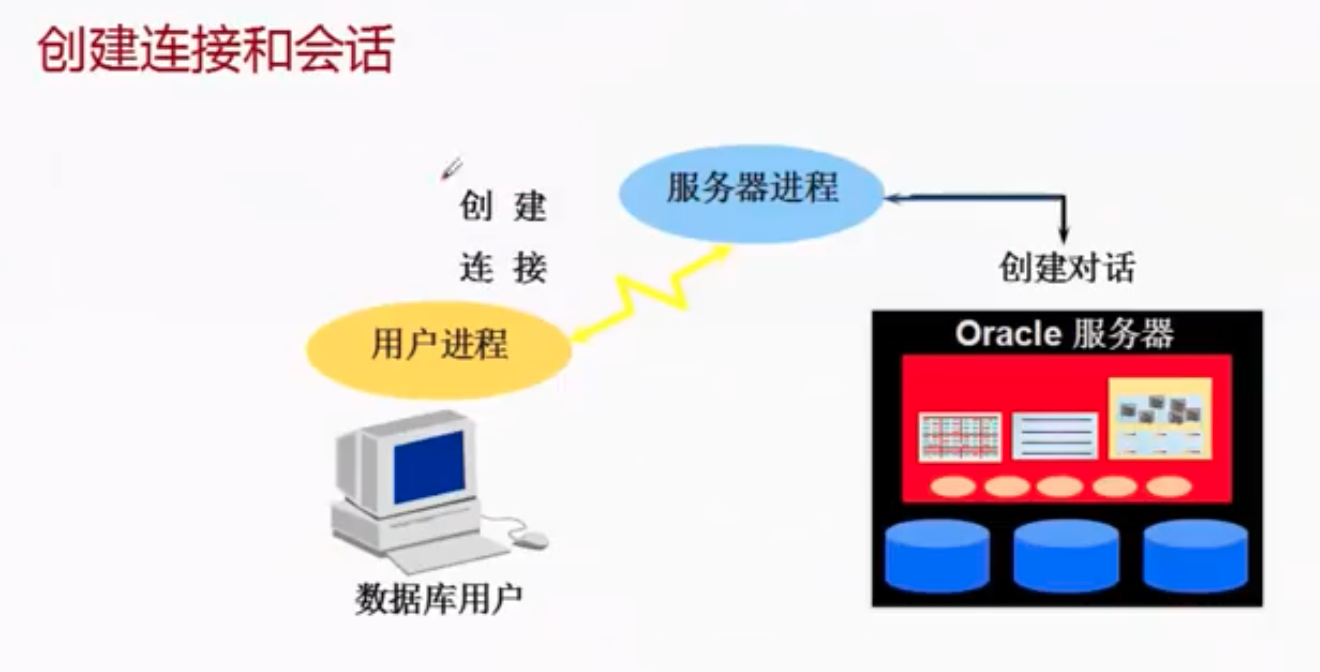 创建连接和会话
服务器进程
创 建
连 接
创建对话
用户进程
Oracle 服务器
数据库用户